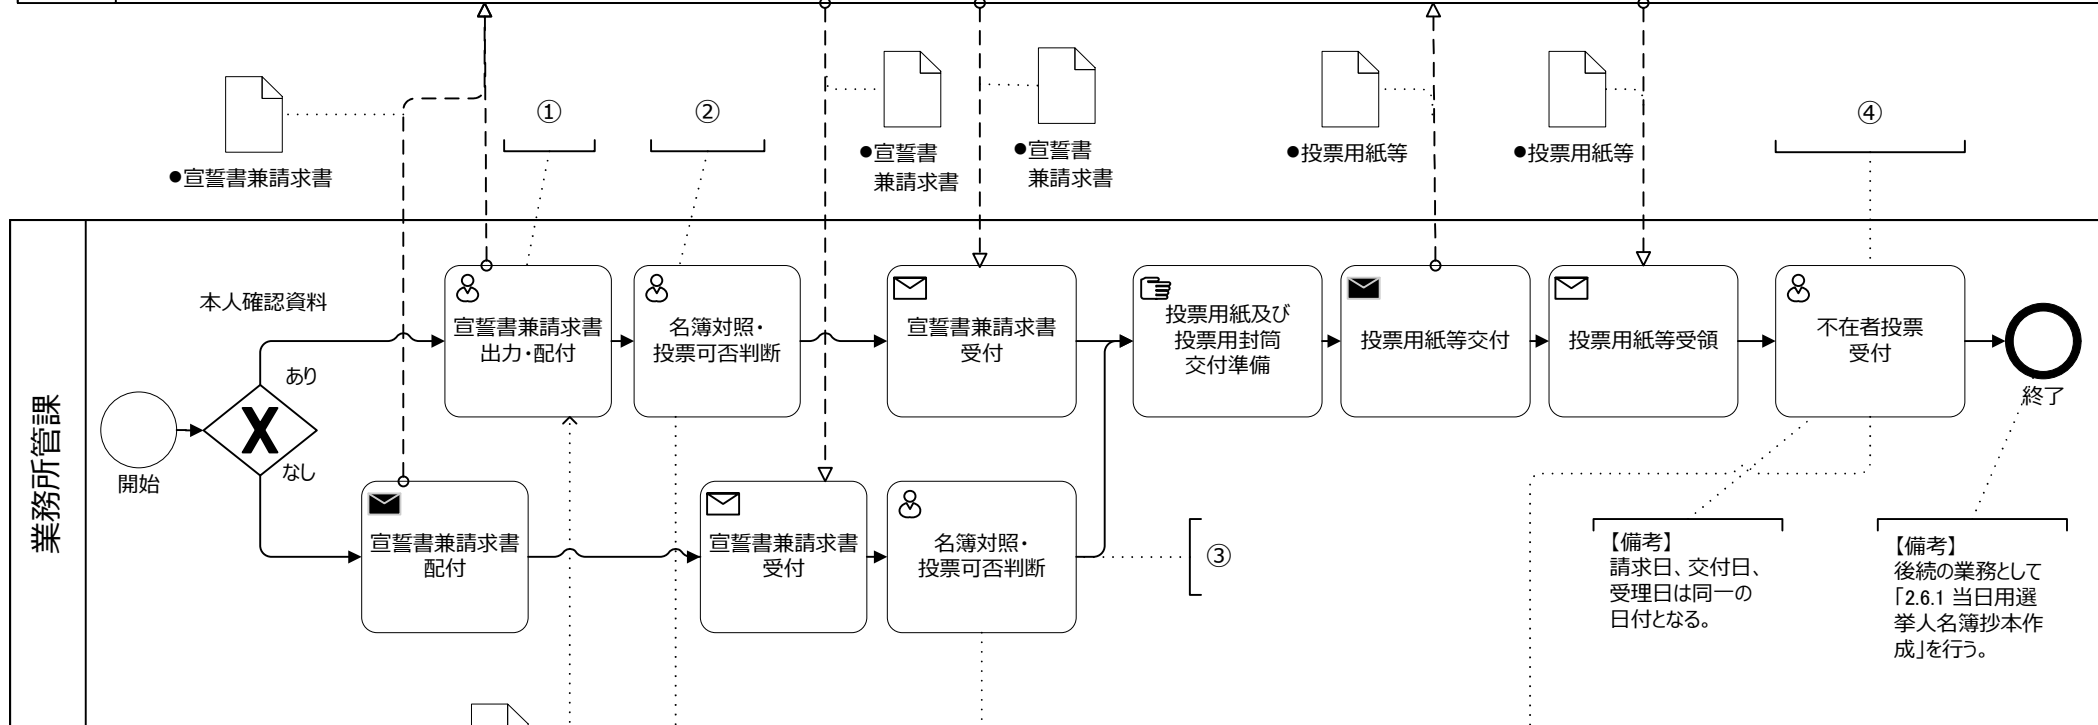 ①
②
④
●宣誓書兼請求書
●宣誓書
兼請求書
●宣誓書
兼請求書
●投票用紙等
●投票用紙等
業務所管課
開始
本人確認資料
あり
なし
宣誓書兼請求書
出力・配付
名簿対照・
投票可否判断
宣誓書兼請求書
受付
投票用紙及び
投票用封筒
交付準備
投票用紙等交付
投票用紙等受領
不在者投票
受付
終了
宣誓書兼請求書
配付
宣誓書兼請求書
受付
名簿対照・
投票可否判断
③
【備考】
請求日、交付日、
受理日は同一の
日付となる。
【備考】
後続の業務として
「2.6.1 当日用選
挙人名簿抄本作
成」を行う。